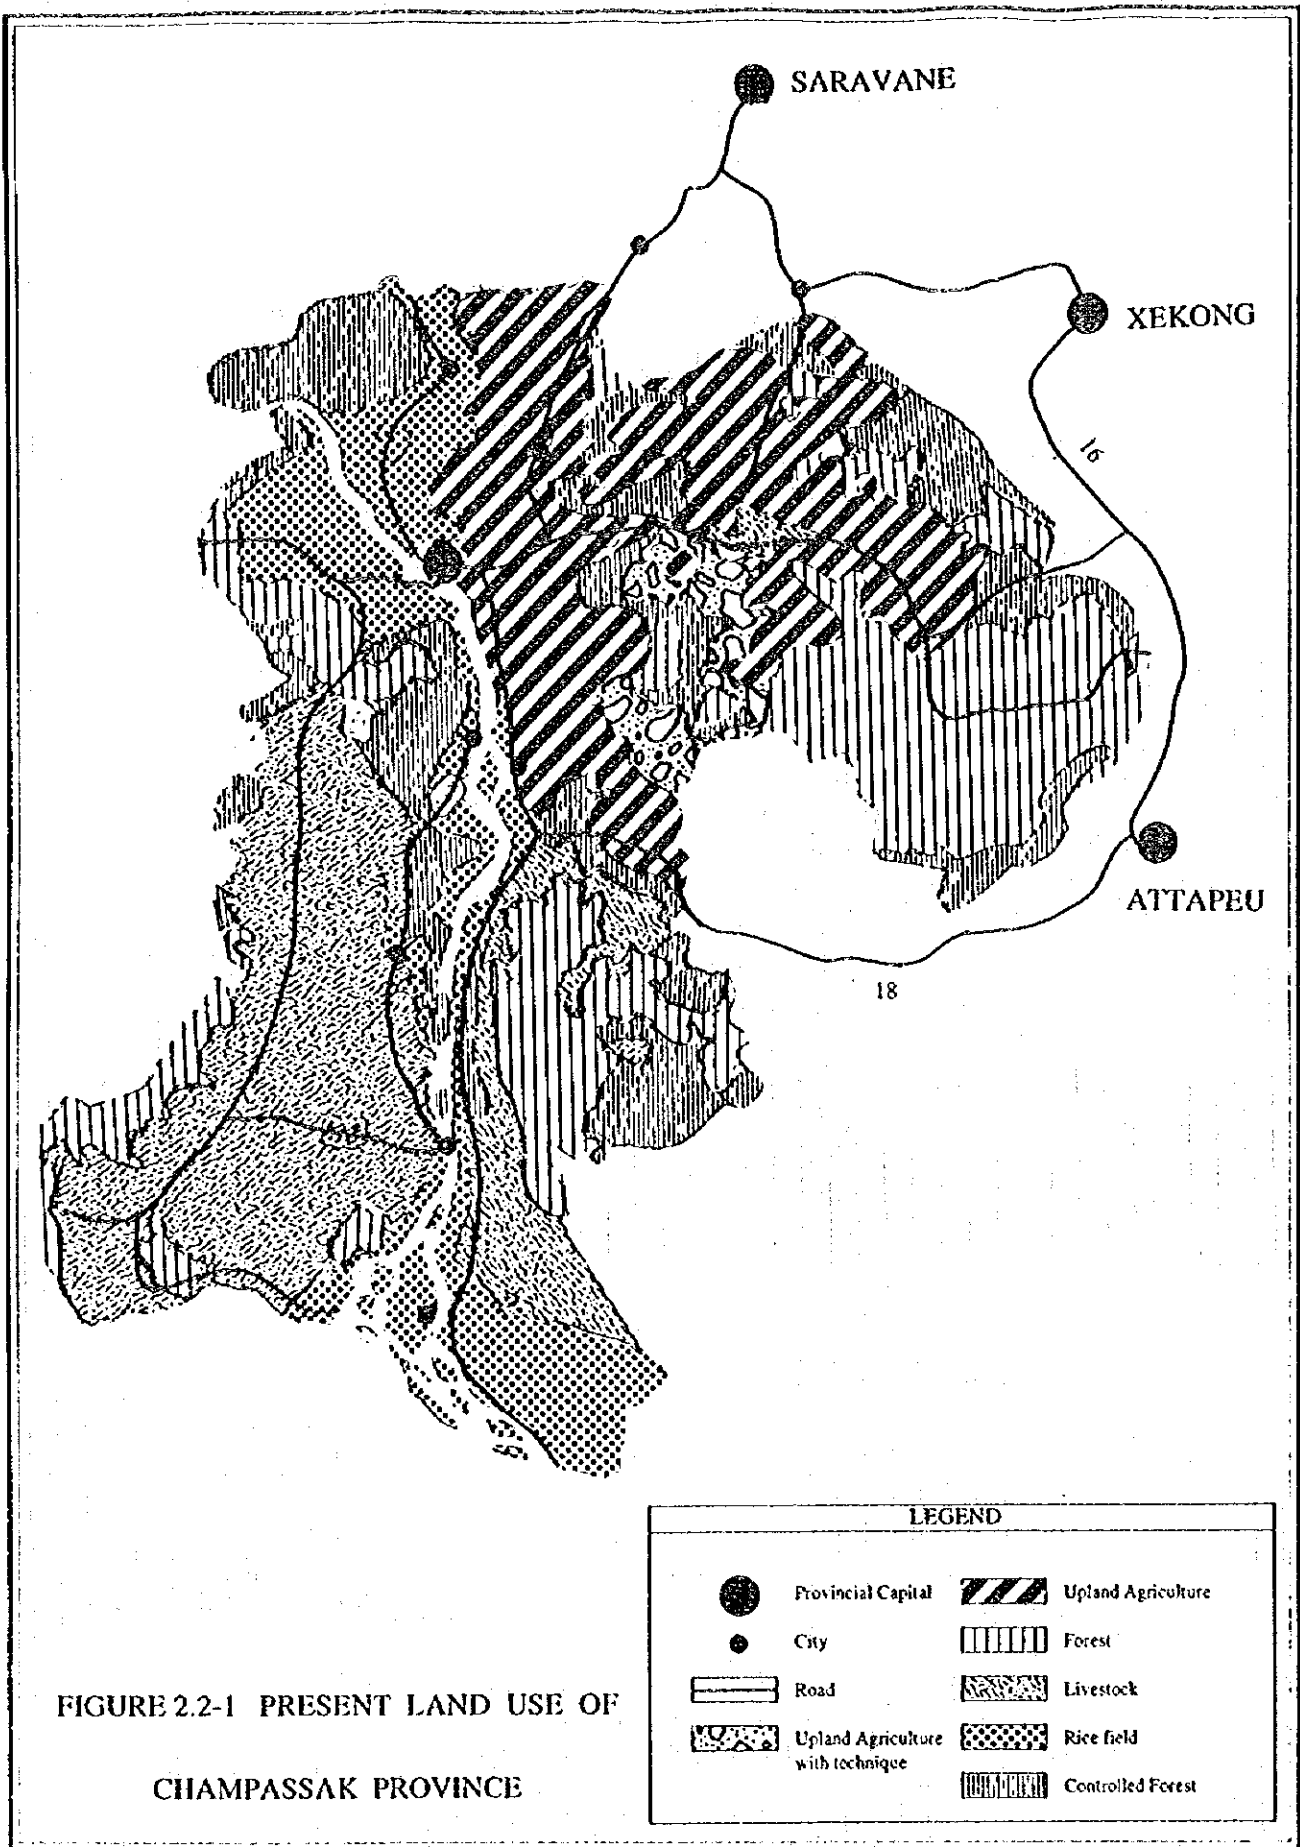 SARAVANE
XEKONG
16
ATTAPEU
18
LEGEND
Provincial Capital
Upland Agriculture
City
Forest
Road
Livestock
Upland Agriculture
with technique
Rice field
Controlled Forest
FIGURE 2.2-1 PRESENT LAND USE OF
CHAMPASSAK PROVINCE